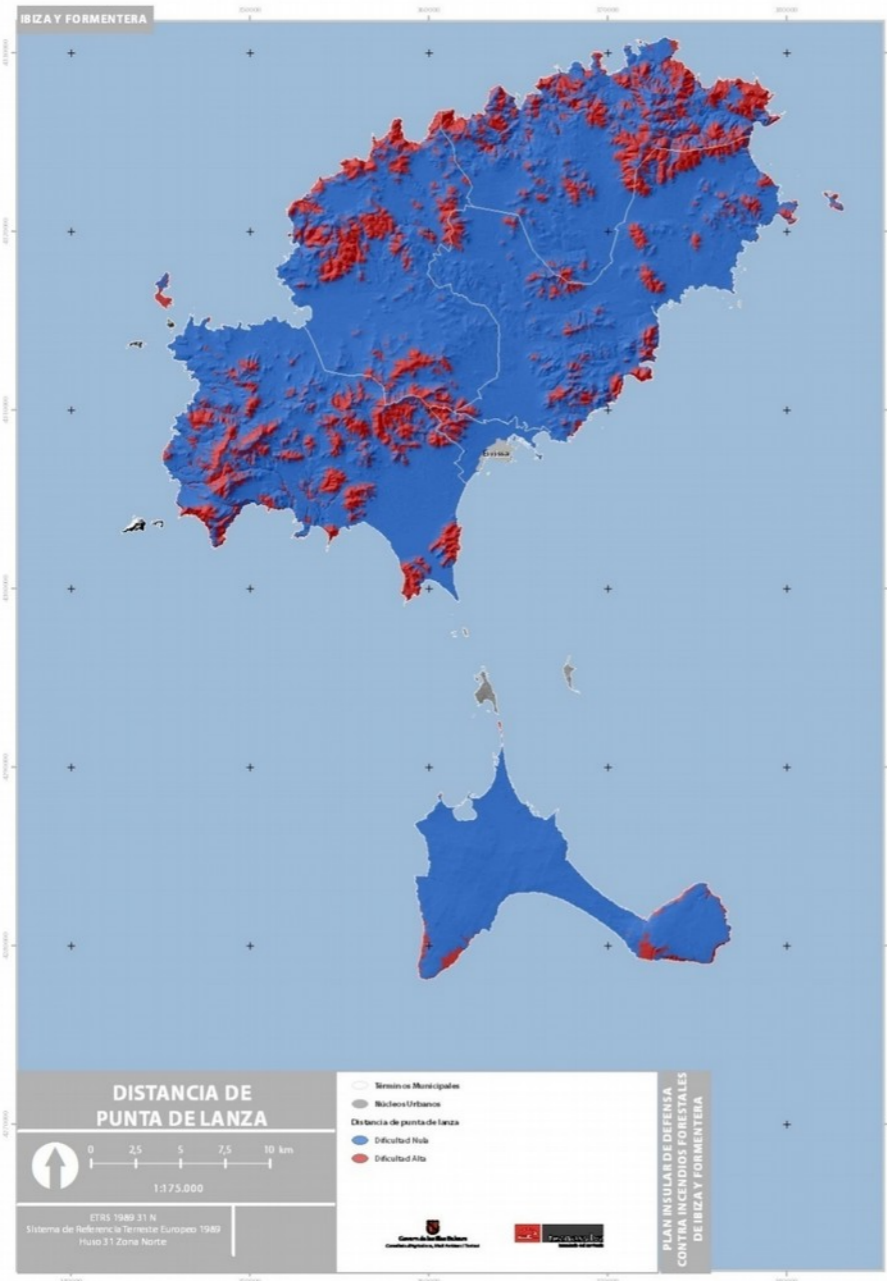 IBIZA Y FORMENTERA
DISTANCIA DE
PUNTA DE LANZA
0 2,5 5 7,5 10 km
1:175.000
ETRS 1989 31 N
Sistema de Referencia Terrestre Europeo 1989
Huso 31 Zona Norte
Términos Municipales
Núcleos Urbanos
Distancia de punta de lanza
Dificultad Nula
Dificultad Alta
PLAN INSULAR DE DEFENSA
CONTRA INCENDIOS FORESTALES
DE IBIZA Y FORMENTERA